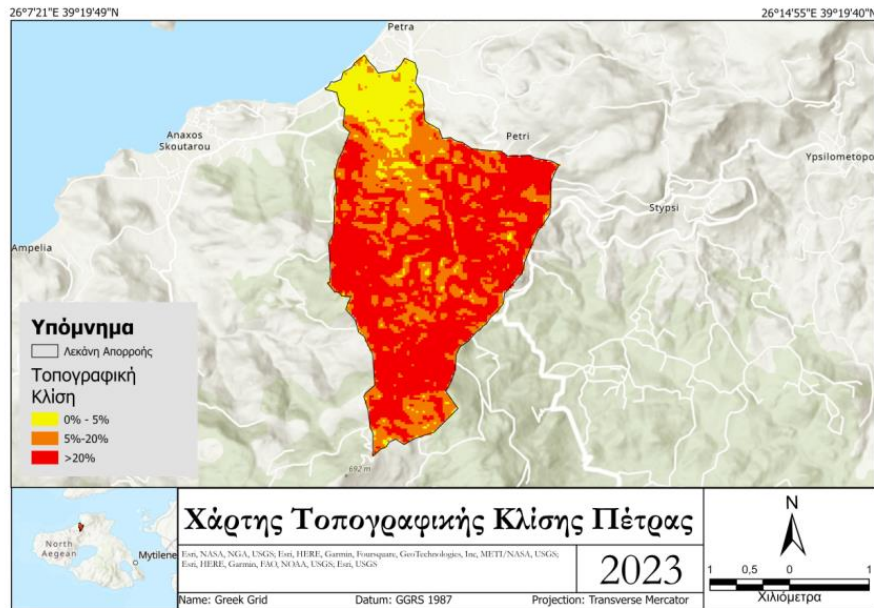 26°7'21"E 39°19'49"N
26°14'55"E 39°19'40"N
Petra
Anaxos
Skoutarou
Petri
Ypsilometopo
Stypsi
Ampelia
Υπόμνημα
Λεκάνη Απορροής
Τοπογραφική
Κλίση
0% - 5%
5%-20%
>20%
692 m
North
Aegean
Mytilene
Χάρτης Τοπογραφικής Κλίσης Πέτρας
Esri, NASA, NGA, USGS; Esri, HERE, Garmin, Foursquare, GeoTechnologies, Inc, METI/NASA, USGS;
Esri, HERE, Garmin, FAO, NOAA, USGS; Esri, USGS
2023
Name: Greek Grid
Datum: GGRS 1987
Projection: Transverse Mercator
N
1 0,5 0 1
Χιλιόμετρα